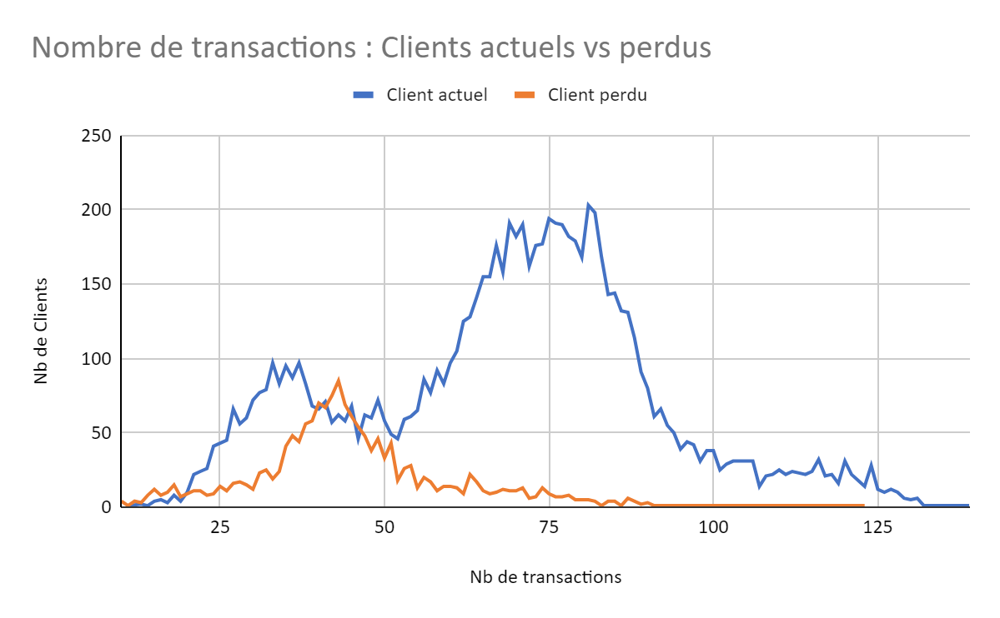 Nombre de transactions : Clients actuels vs perdus
Client actuel
Client perdu
250
200
150
100
50
0
Nb de Clients
25
50
75
100
125
Nb de transactions